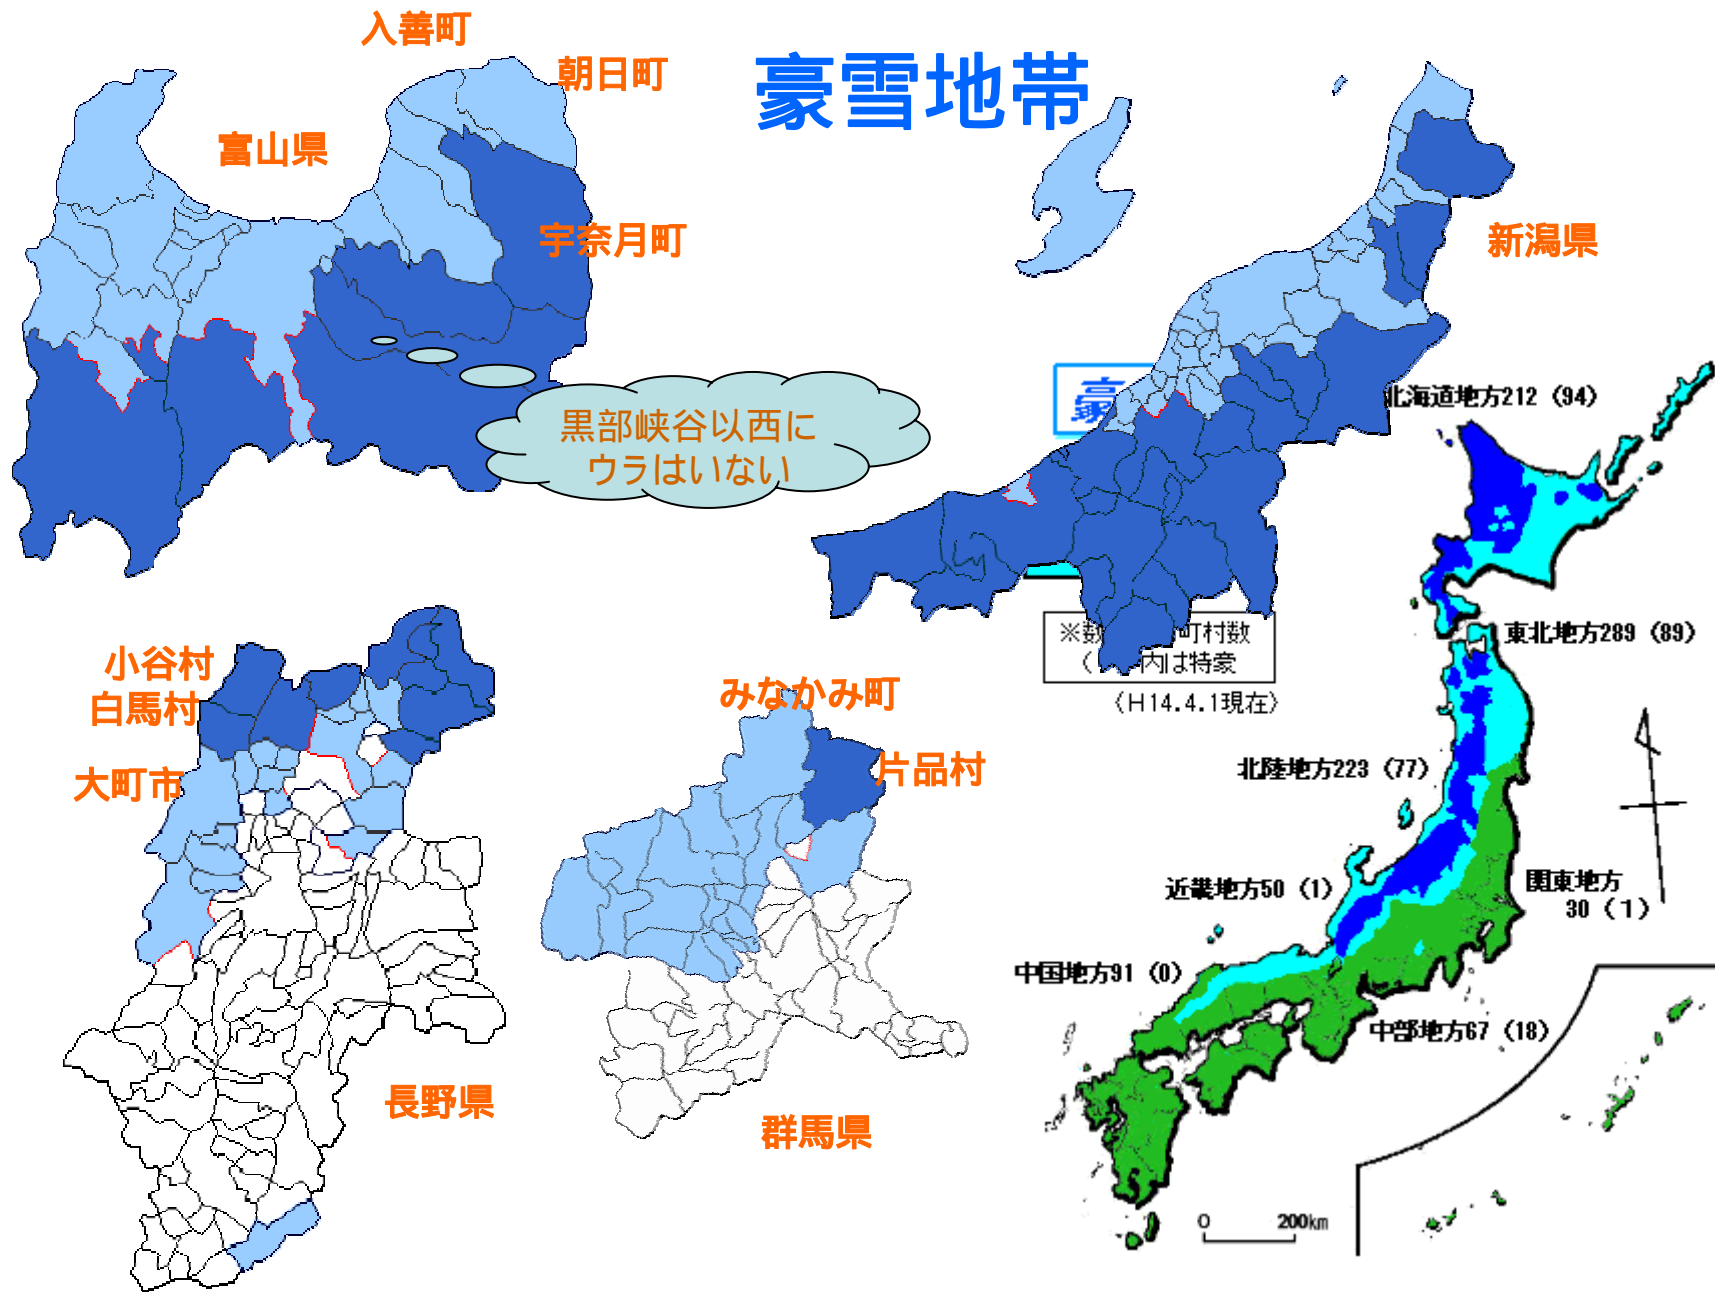 入善町
朝日町
豪雪地帯
富山県
宇奈月町
新潟県
豪
黒部峡谷以西に
ウラはいない
北海道地方212（94）
※数 町村数
（ 内は特豪
（H14.4.1現在）
東北地方289（89）
小谷村
白馬村
みなかみ町
片品村
大町市
北陸地方223（77）
近畿地方50（1）
関東地方
30（1）
中国地方91（0）
中部地方67（18）
長野県
群馬県
0 200km